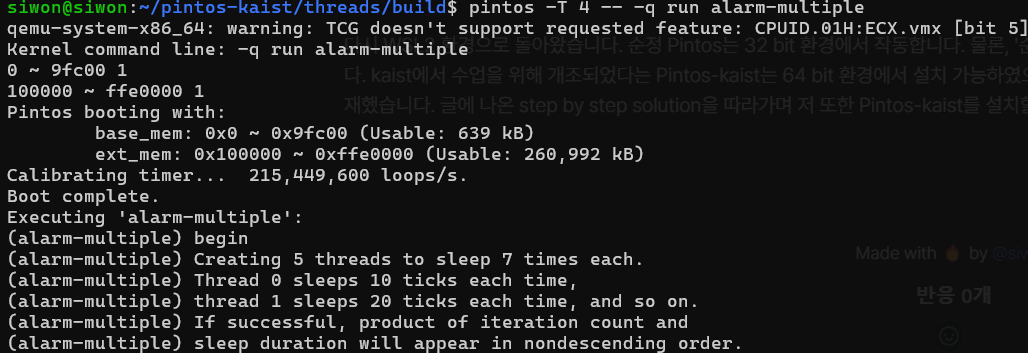 siwon@siwon:~/pintos-kaist/threads/build$ pintos -T 4 -- -q run alarm-multiple
qemu-system-x86_64: warning: TCG doesn't support requested feature: CPUID.01H:ECX.vmx [bit 5]
Kernel command line: -q run alarm-multiple
0 ~ 9fc00 1
100000 ~ ffe0000 1
Pintos booting with:
base_mem: 0x0 ~ 0x9fc00 (Usable: 639 kB)
ext_mem: 0x100000 ~ 0xffe0000 (Usable: 260,992 kB)
Calibrating timer...  215,449,600 loops/s.
Boot complete.
Executing 'alarm-multiple':
(alarm-multiple) begin
(alarm-multiple) Creating 5 threads to sleep 7 times each.
(alarm-multiple) Thread 0 sleeps 10 ticks each time,
(alarm-multiple) thread 1 sleeps 20 ticks each time, and so on.
(alarm-multiple) If successful, product of iteration count and
(alarm-multiple) sleep duration will appear in nondescending order.
돌아왔습니다. 순정 Pintos는 32 bit 환경에서 작동합니다. 물론,
다. kaist에서 수업을 위해 개조되었다는 Pintos-kaist는 64 bit 환경에서 설치 가능하였으
재했습니다. 글에 나온 step by step solution을 따라가며 저 또한 Pintos-kaist를 설치할
Made with by @siw
반응 0개